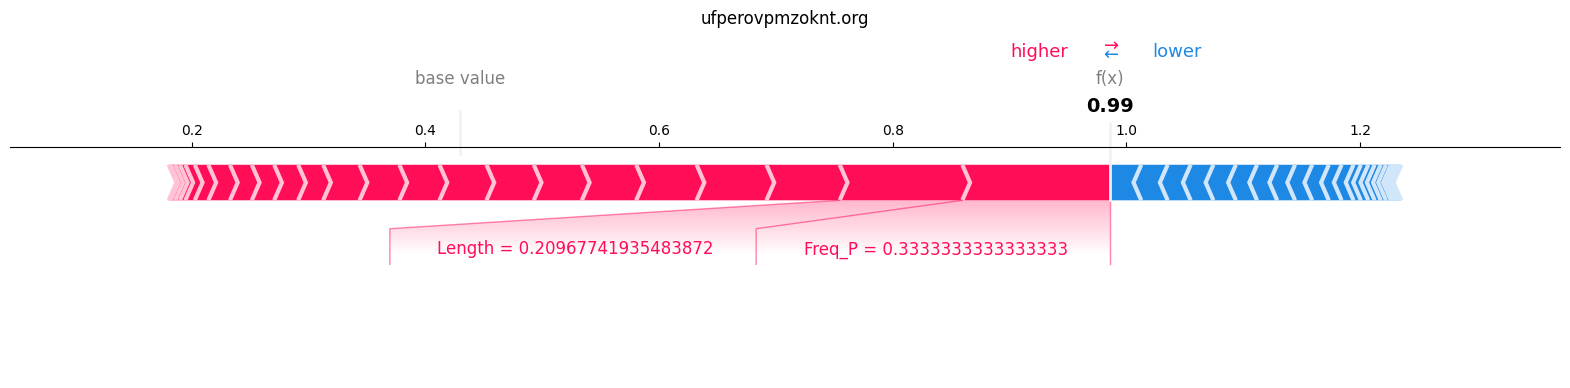 ufperovpmzoknt.org
higher ⇄ lower
base value f(x)
0.99
0.2 0.4 0.6 0.8 1.0 1.2
Length = 0.20967741935483872 Freq_P = 0.3333333333333333